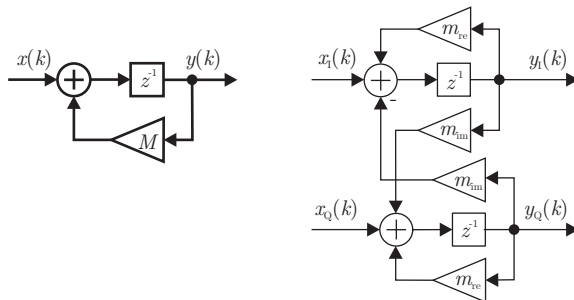 x(k) + z⁻¹ y(k)
M
m_re
x_I(k) + - z⁻¹ y_I(k)
m_im
m_im
x_Q(k) + z⁻¹ y_Q(k)
m_re